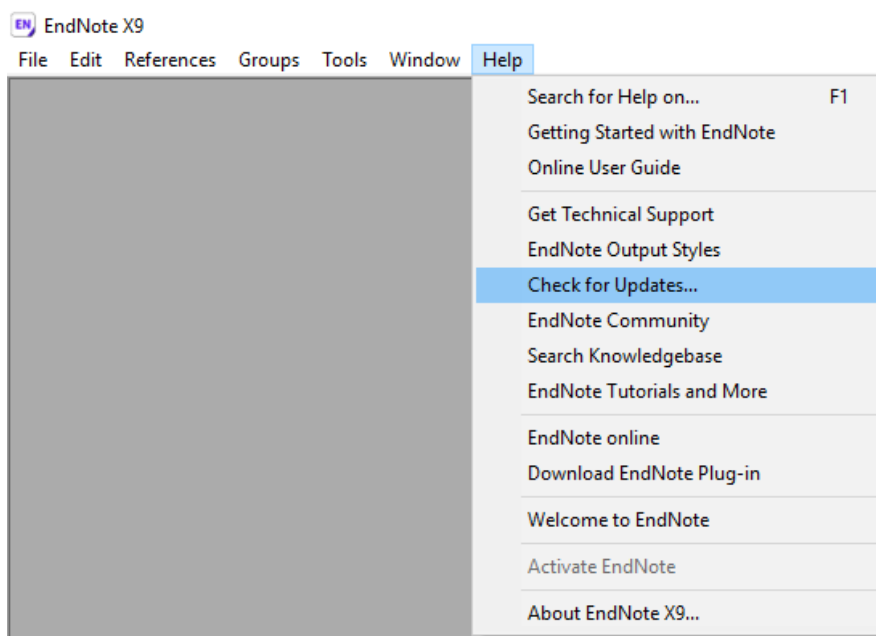 EN EndNote X9
File Edit References Groups Tools Window Help
Search for Help on... F1
Getting Started with EndNote
Online User Guide
Get Technical Support
EndNote Output Styles
Check for Updates...
EndNote Community
Search Knowledgebase
EndNote Tutorials and More
EndNote online
Download EndNote Plug-in
Welcome to EndNote
Activate EndNote
About EndNote X9...